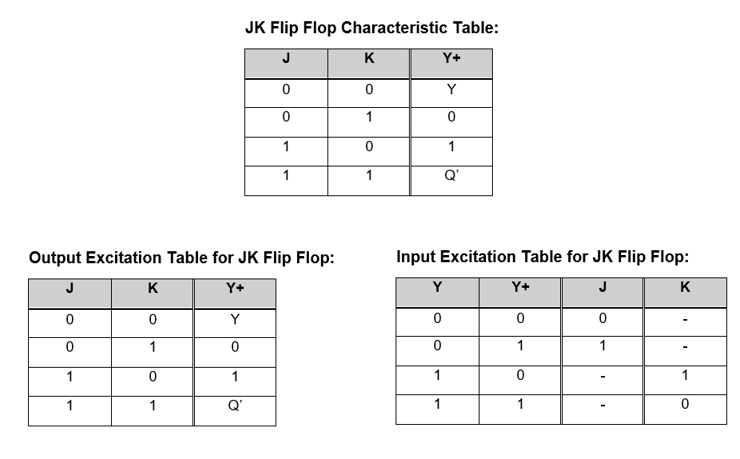 JK Flip Flop Characteristic Table:
J K Y+
0 0 Y
0 1 0
1 0 1
1 1 Q'
Output Excitation Table for JK Flip Flop:
J K Y+
0 0 Y
0 1 0
1 0 1
1 1 Q'
Input Excitation Table for JK Flip Flop:
Y Y+ J K
0 0 0 -
0 1 1 -
1 0 - 1
1 1 - 0